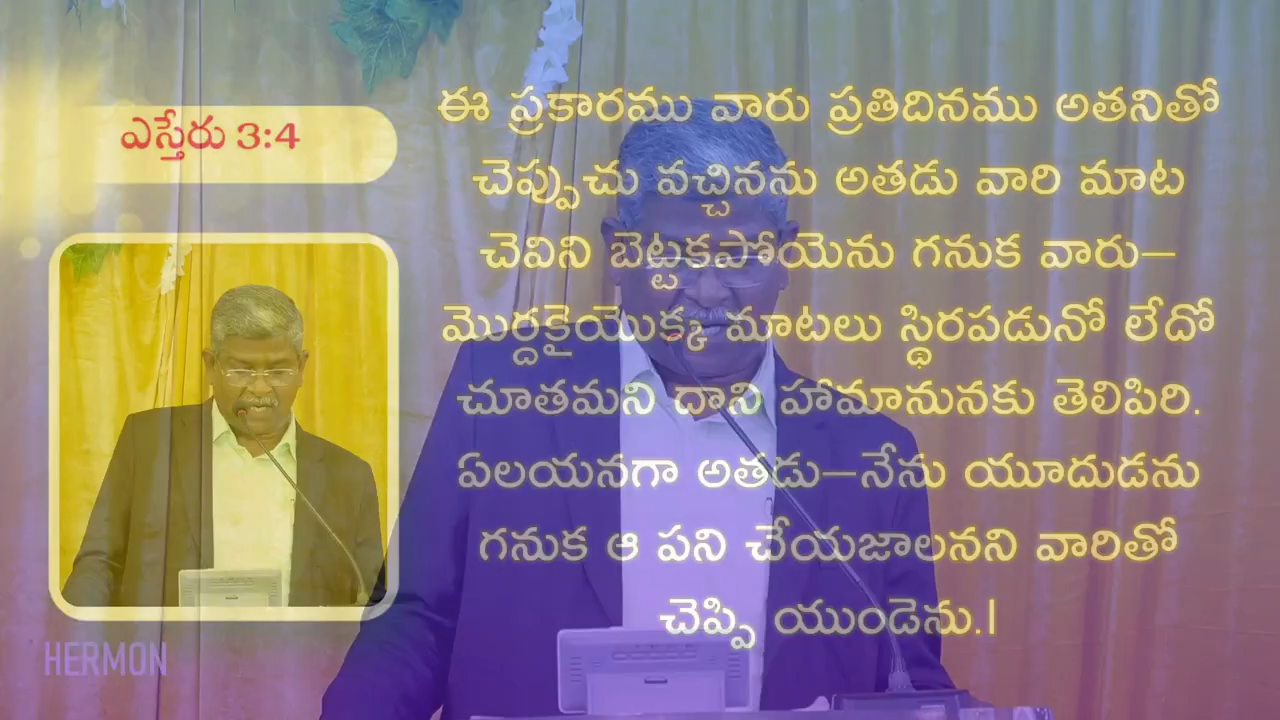 ఎస్తేరు 3:4
ఈ ప్రకారము వారు ప్రతిదినము అతనితో
చెప్పుచు వచ్చినను అతడు వారి మాట
చెవిని బెట్టకపోయెను గనుక వారు—
మొర్దకైయొక్క మాటలు స్థిరపడునో లేదో
చూతమని దాని హామానునకు తెలిపిరి.
ఏలయనగా అతడు—నేను యూదుడను
గనుక ఆ పని చేయజాలనని వారితో
చెప్పి యుండెను.|
HERMON